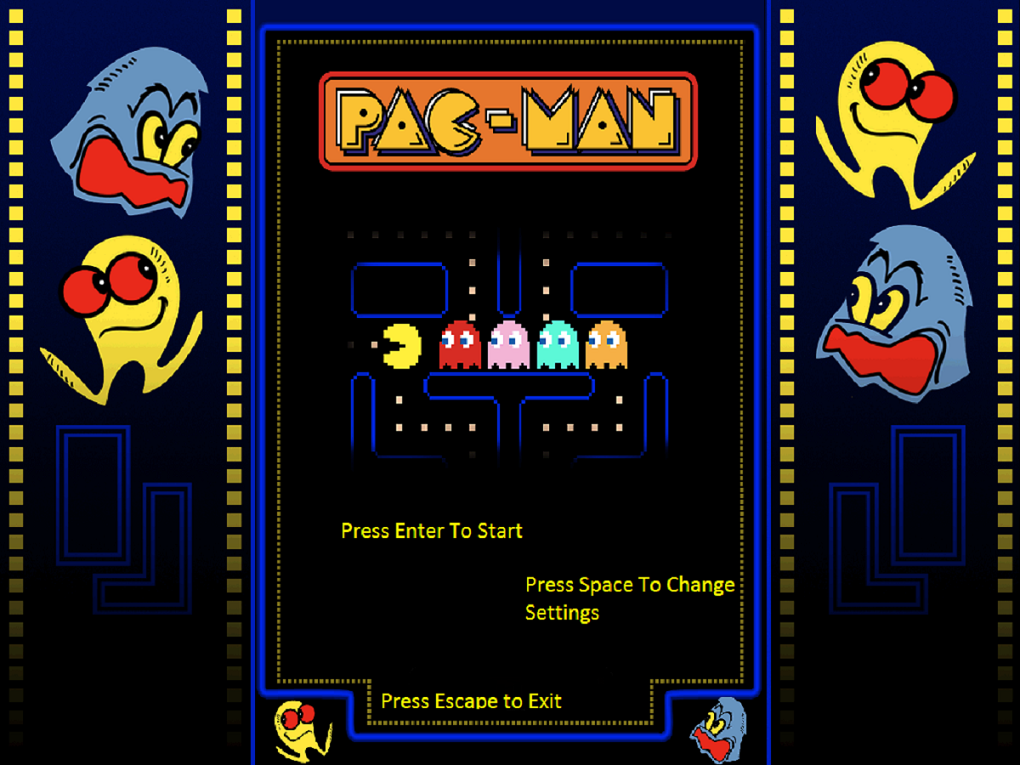 PAC-MAN
Press Enter To Start
Press Space To Change
Settings
Press Escape to Exit